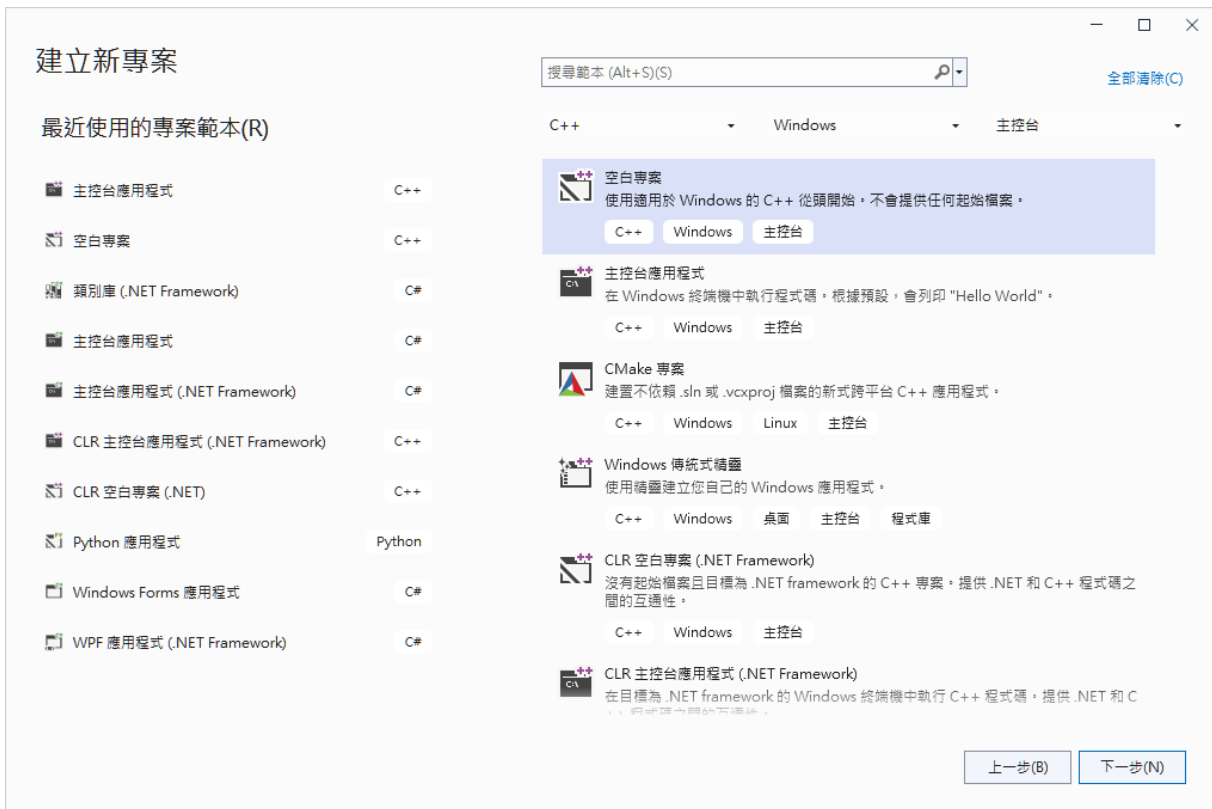 建立新專案
搜尋範本 (Alt+S)(S)
全部清除(C)
最近使用的專案範本(R)
主控台應用程式 C++
空白專案 C++
類別庫 (.NET Framework) C#
主控台應用程式 C#
主控台應用程式 (.NET Framework) C#
CLR 主控台應用程式 (.NET Framework) C++
CLR 空白專案 (.NET) C++
Python 應用程式 Python
Windows Forms 應用程式 C#
WPF 應用程式 (.NET Framework) C#
C++ Windows 主控台
空白專案
使用適用於 Windows 的 C++ 從頭開始。不會提供任何起始檔案。
C++ Windows 主控台
主控台應用程式
在 Windows 終端機中執行程式碼。根據預設，會列印 "Hello World"。
C++ Windows 主控台
CMake 專案
建置不依賴 .sln 或 .vcxproj 檔案的新式跨平台 C++ 應用程式。
C++ Windows Linux 主控台
Windows 傳統式精靈
使用精靈建立您自己的 Windows 應用程式。
C++ Windows 桌面 主控台 程式庫
CLR 空白專案 (.NET Framework)
沒有起始檔案且目標為 .NET framework 的 C++ 專案。提供 .NET 和 C++ 程式碼之
間的互通性。
C++ Windows 主控台
CLR 主控台應用程式 (.NET Framework)
在目標為 .NET framework 的 Windows 終端機中執行 C++ 程式碼。提供 .NET 和 C
上一步(B) 下一步(N)